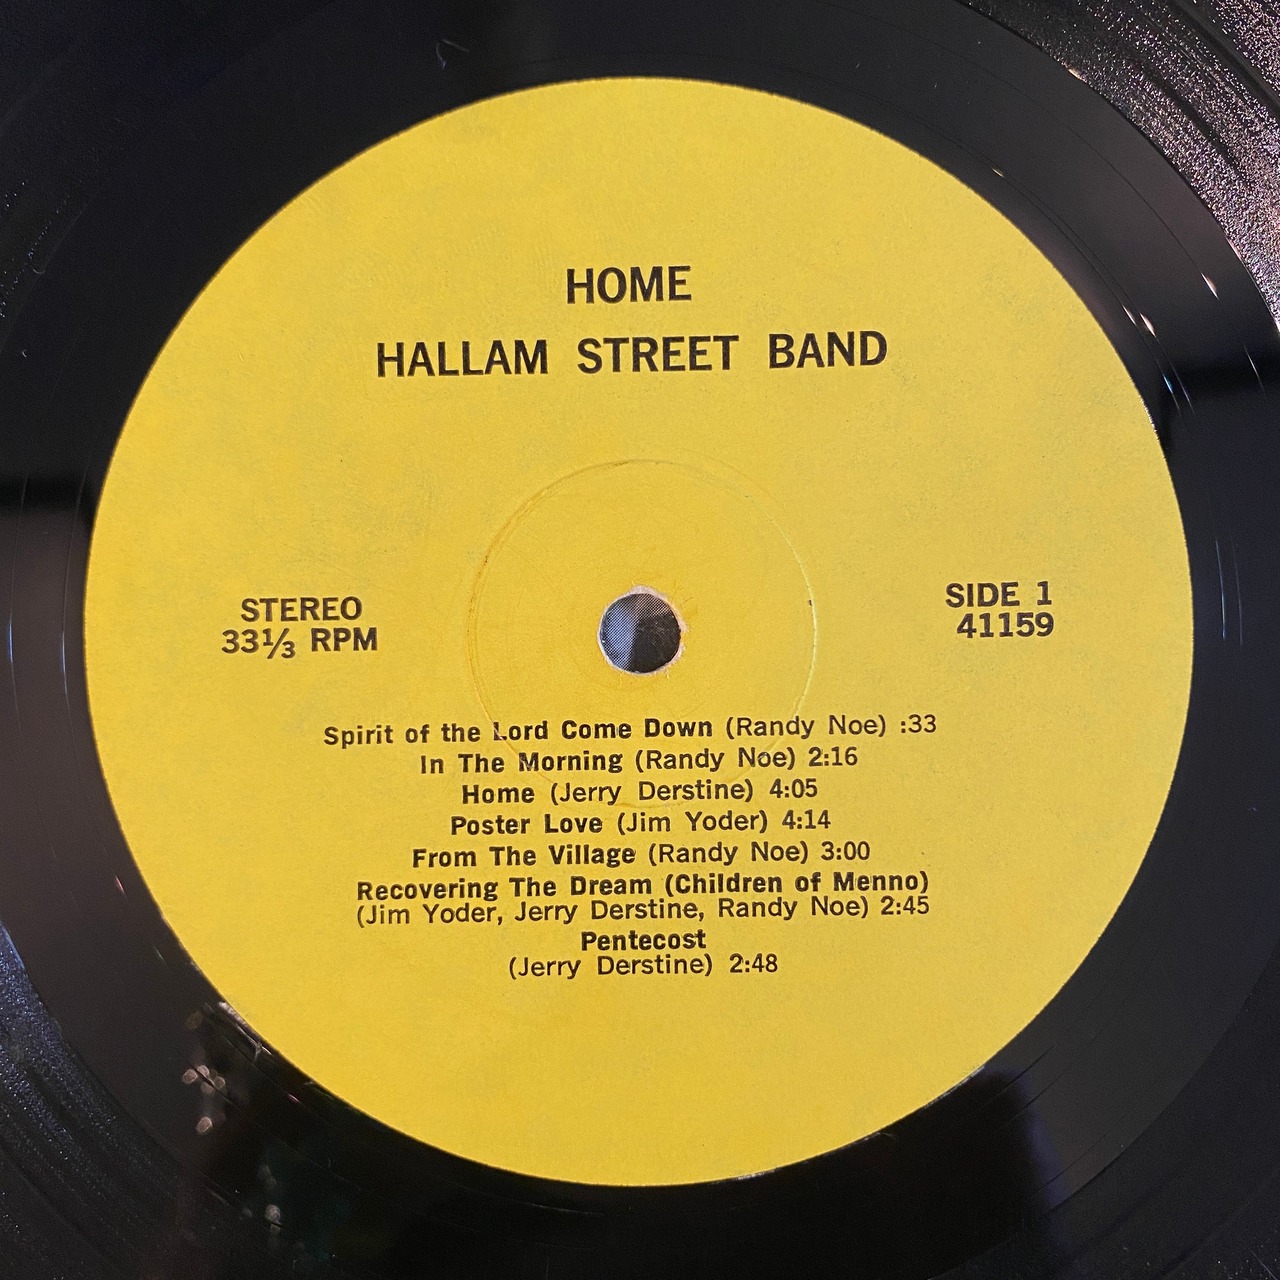 HOME
HALLAM STREET BAND
STEREO
33⅓ RPM
SIDE 1
41159
Spirit of the Lord Come Down (Randy Noe) :33
In The Morning (Randy Noe) 2:16
Home (Jerry Derstine) 4:05
Poster Love (Jim Yoder) 4:14
From The Village (Randy Noe) 3:00
Recovering The Dream (Children of Menno)
(Jim Yoder, Jerry Derstine, Randy Noe) 2:45
Pentecost
(Jerry Derstine) 2:48